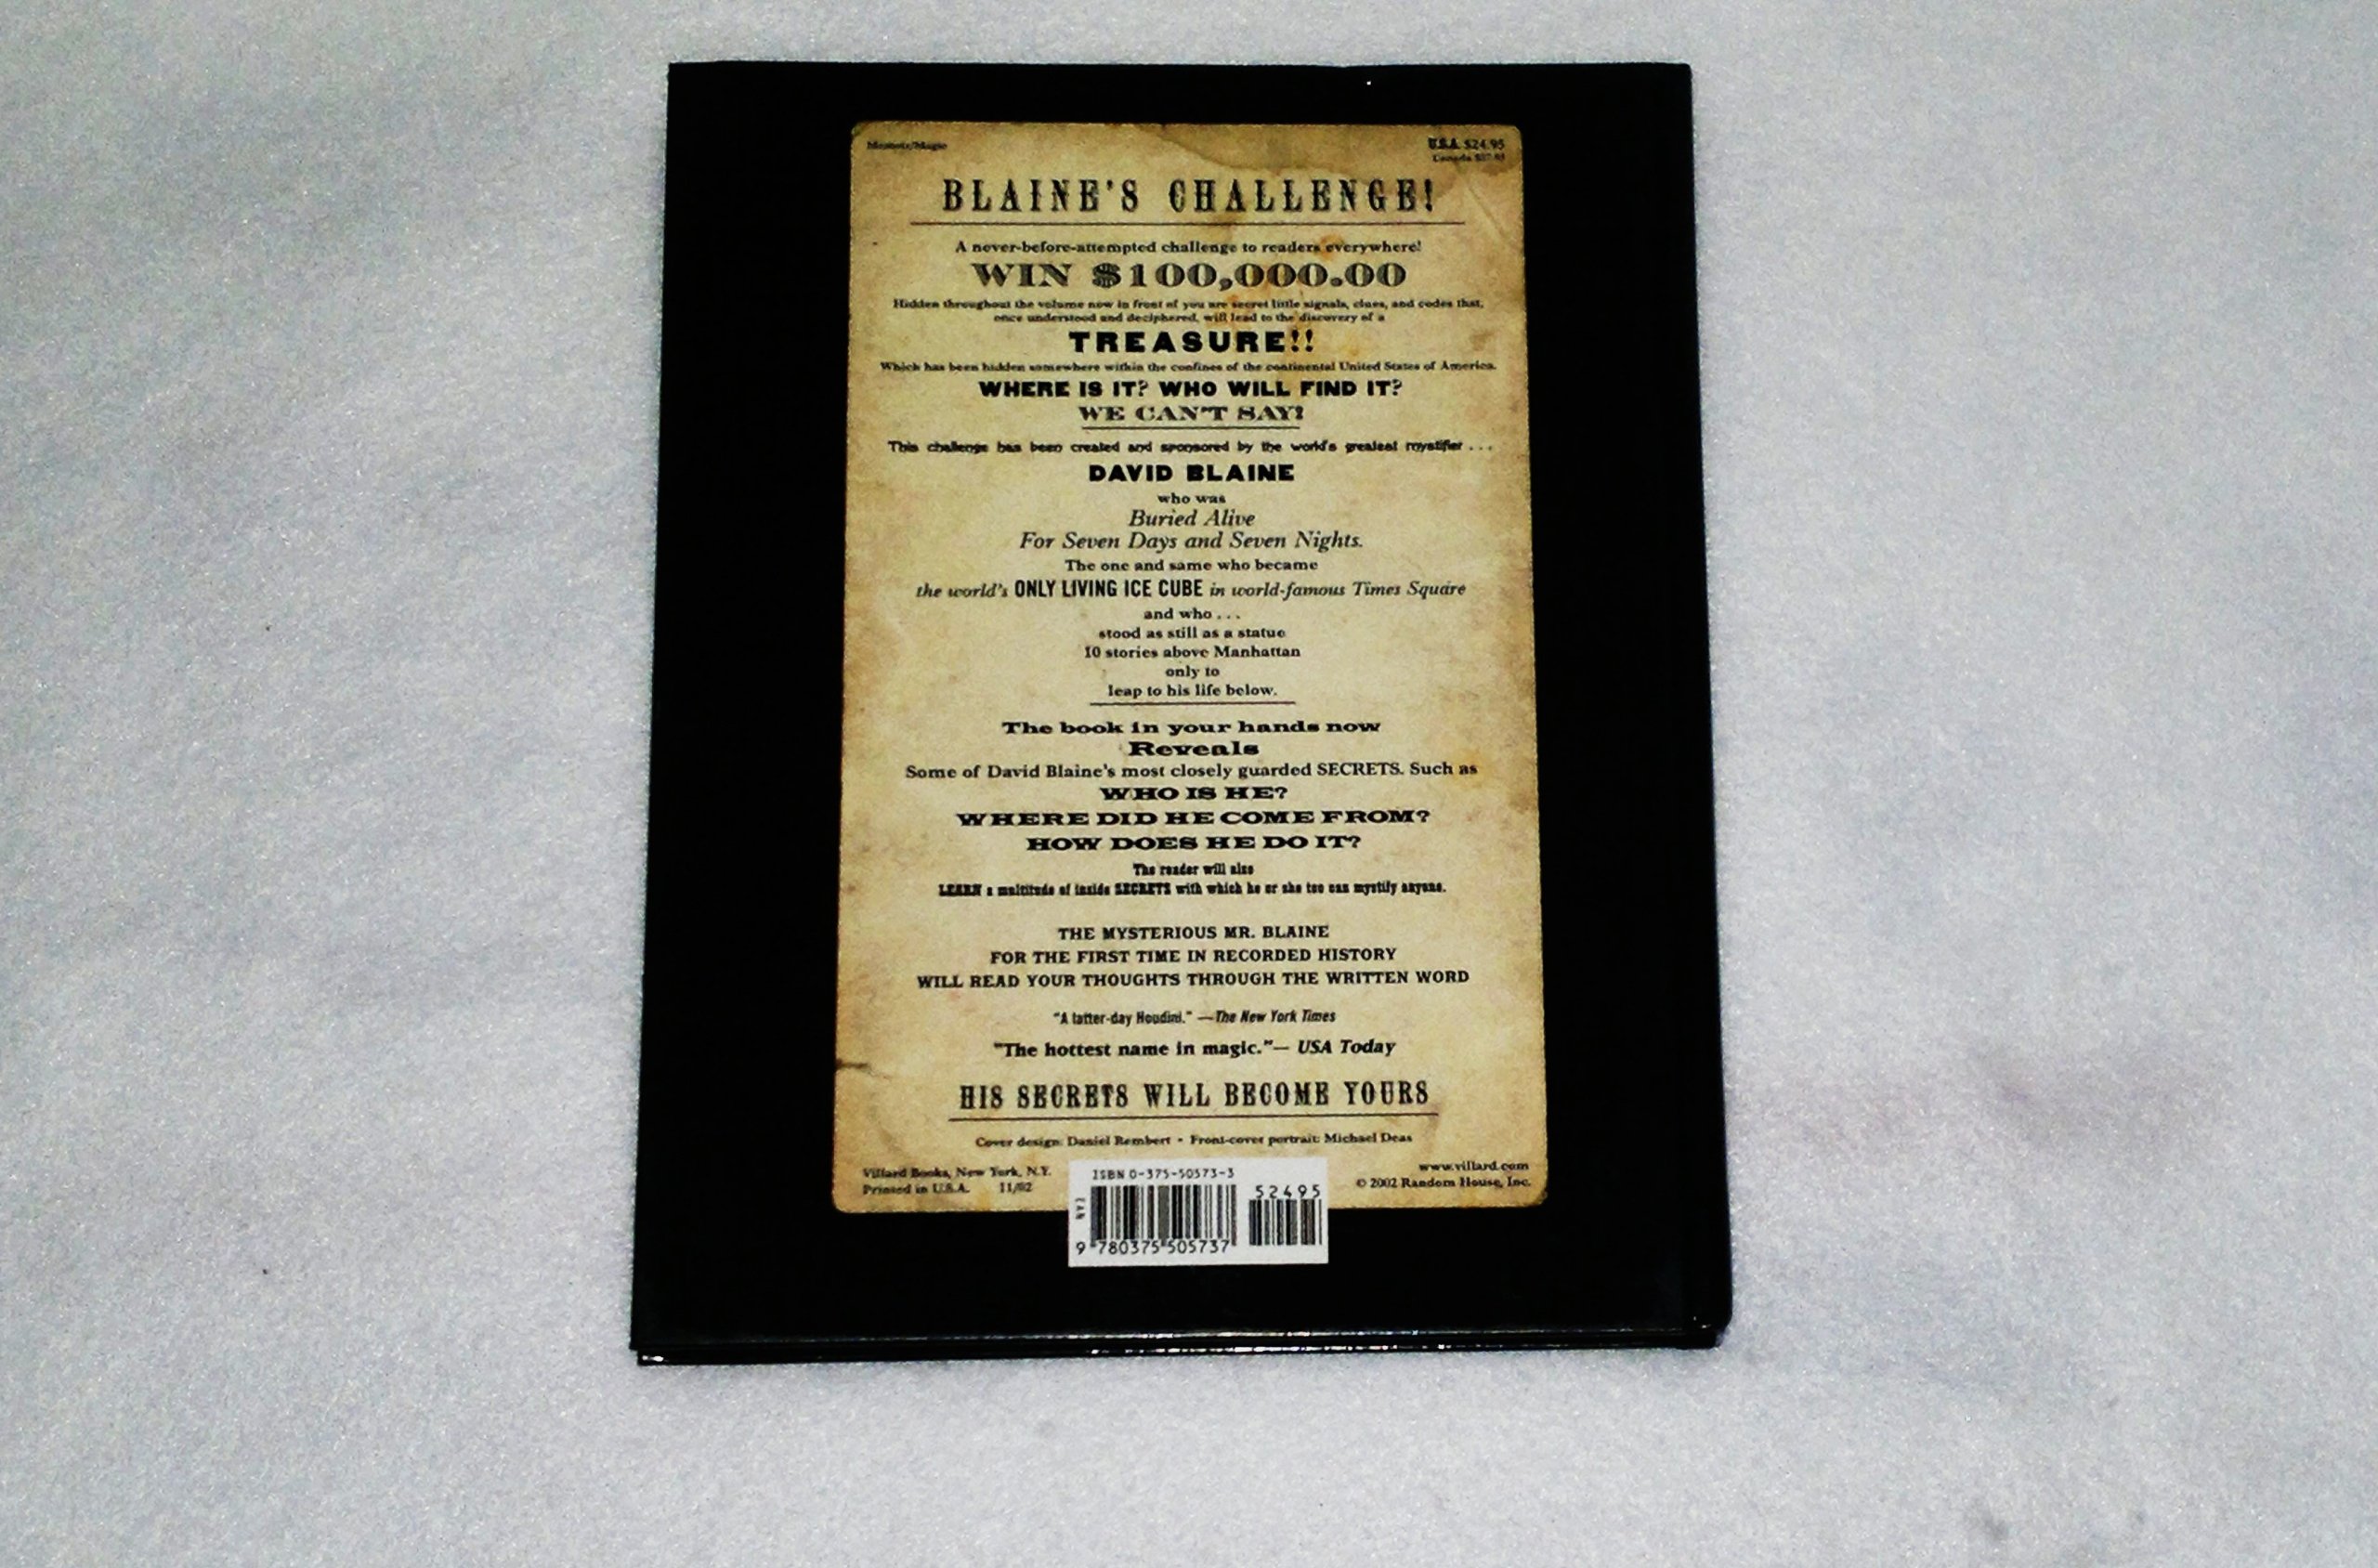 Memoir/Magic
U.S.A. $24.95
Canada $37.95
BLAINE'S CHALLENGE!
A never-before-attempted challenge to readers everywhere!
WIN $100,000.00
Hidden throughout the volume now in front of you are secret little signals, clues, and codes that,
once understood and deciphered, will lead to the discovery of a
TREASURE!!
Which has been hidden somewhere within the confines of the continental United States of America.
WHERE IS IT? WHO WILL FIND IT?
WE CAN'T SAY!
This challenge has been created and sponsored by the world's greatest mystifier . . .
DAVID BLAINE
who was
Buried Alive
For Seven Days and Seven Nights.
The one and same who became
the world's ONLY LIVING ICE CUBE in world-famous Times Square
and who . . .
stood as still as a statue
10 stories above Manhattan
only to
leap to his life below.
The book in your hands now
Reveals
Some of David Blaine's most closely guarded SECRETS. Such as
WHO IS HE?
WHERE DID HE COME FROM?
HOW DOES HE DO IT?
The reader will also
LEARN a multitude of inside SECRETS with which he or she too can mystify anyone.
THE MYSTERIOUS MR. BLAINE
FOR THE FIRST TIME IN RECORDED HISTORY
WILL READ YOUR THOUGHTS THROUGH THE WRITTEN WORD
"A latter-day Houdini." —The New York Times
"The hottest name in magic."— USA Today
HIS SECRETS WILL BECOME YOURS
Cover design: Daniel Rembert • Front-cover portrait: Michael Deas
Villard Books, New York, N.Y.
Printed in U.S.A. 11/02
ISBN 0-375-50573-3
52495
EAN
9 780375 505737
www.villard.com
© 2002 Random House, Inc.